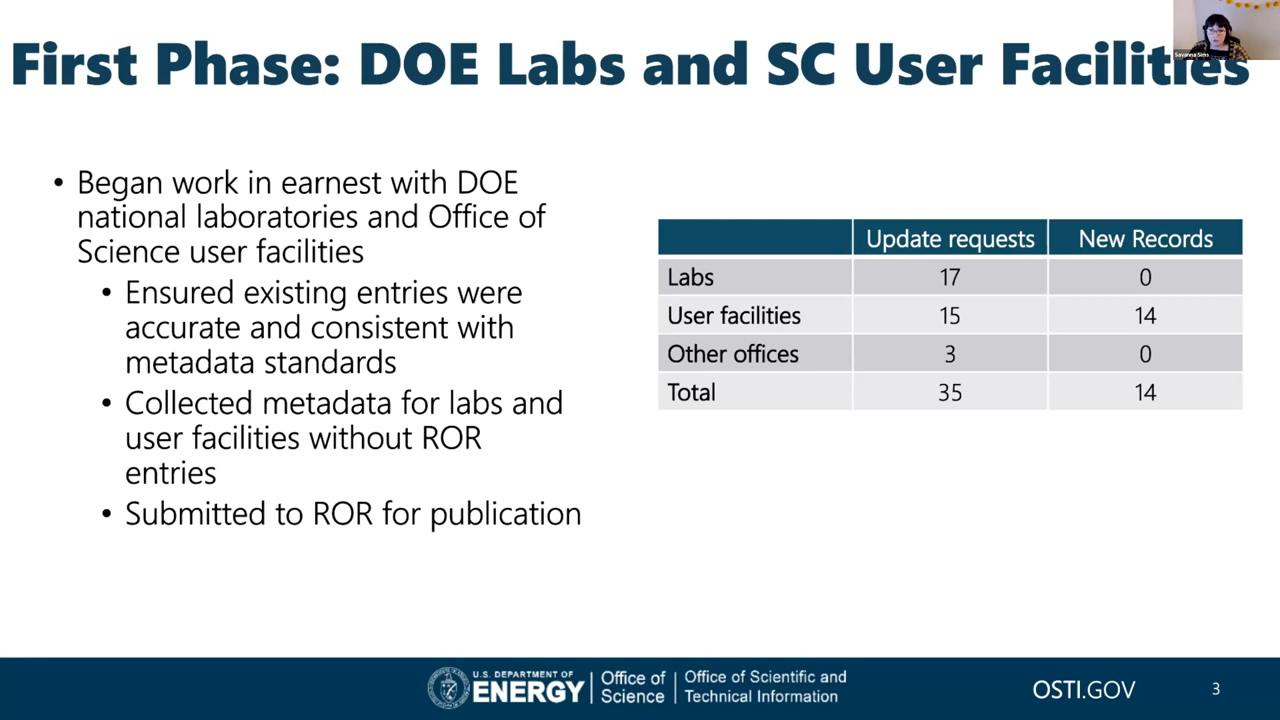 First Phase: DOE Labs and SC User Facilities
Savanna Sims
• Began work in earnest with DOE
national laboratories and Office of
Science user facilities
• Ensured existing entries were
accurate and consistent with
metadata standards
• Collected metadata for labs and
user facilities without ROR
entries
• Submitted to ROR for publication
Update requests New Records
Labs 17 0
User facilities 15 14
Other offices 3 0
Total 35 14
U.S. DEPARTMENT OF
ENERGY
Office of
Science
Office of Scientific and
Technical Information
OSTI.GOV
3